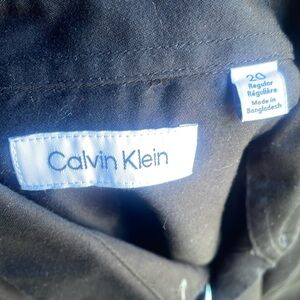 Calvin Klein
20
Regular
Régulière
Made in
Bangladesh